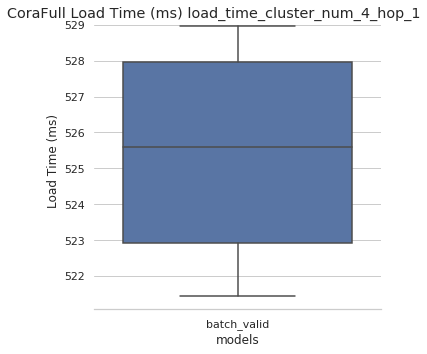 CoraFull Load Time (ms) load_time_cluster_num_4_hop_1
529
528
527
526
525
524
523
522
Load Time (ms)
batch_valid
models